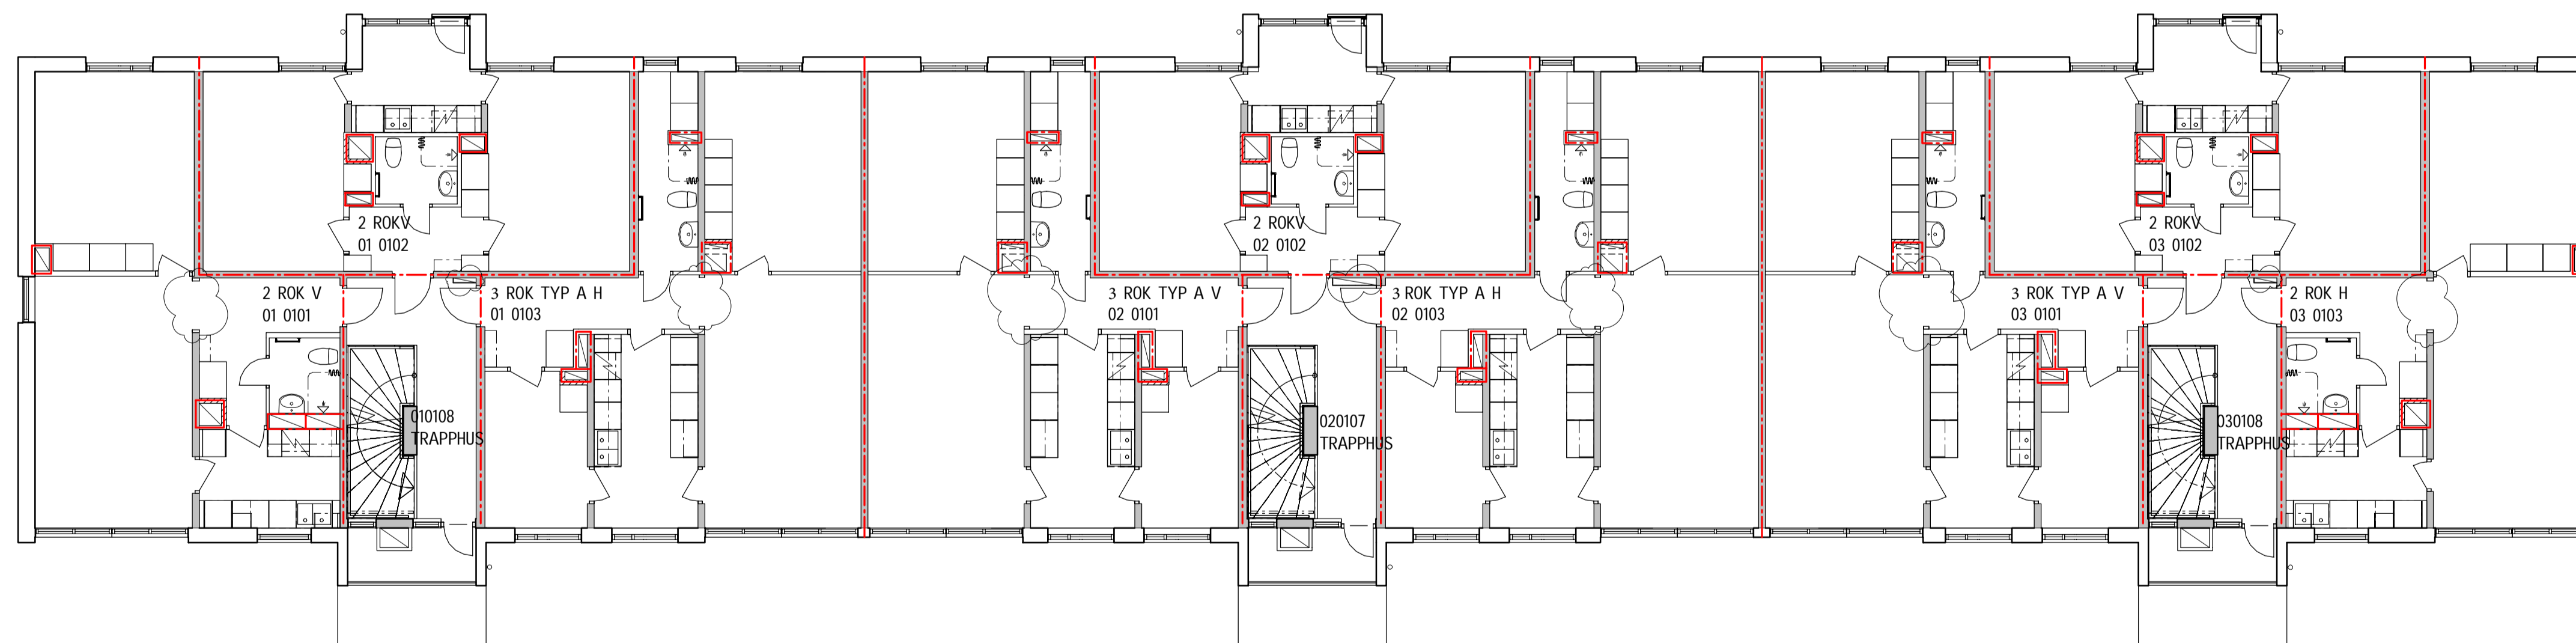 2 ROKV
01 0102
2 ROKV
02 0102
2 ROKV
03 0102
2 ROK V
01 0101
3 ROK TYP A H
01 0103
3 ROK TYP A V
02 0101
3 ROK TYP A H
02 0103
3 ROK TYP A V
03 0101
2 ROK H
03 0103
010108
TRAPPHUS
020107
TRAPPHUS
030108
TRAPPHUS